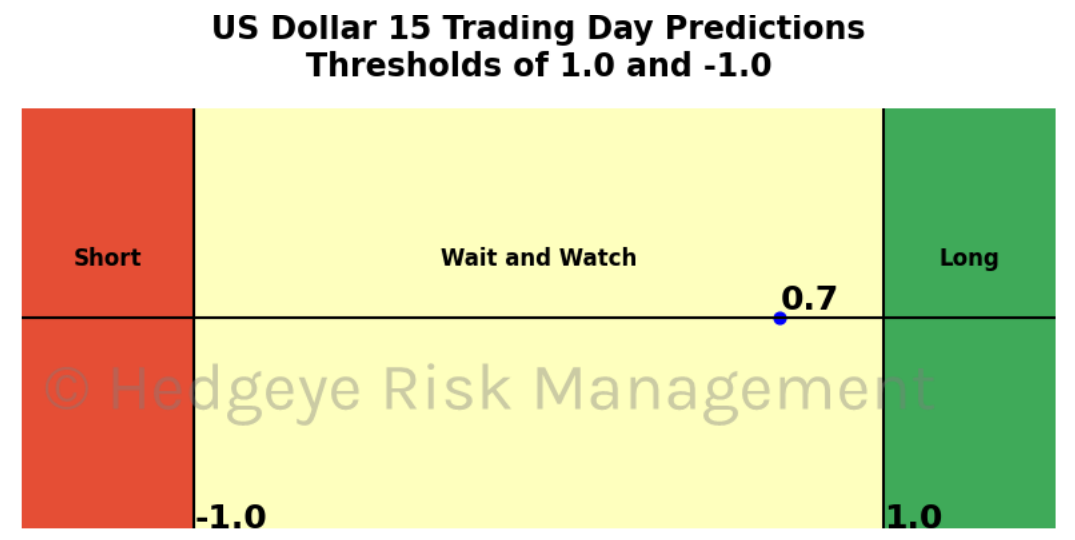 US Dollar 15 Trading Day Predictions
Thresholds of 1.0 and -1.0
Short
Wait and Watch
Long
0.7
© Hedgeye Risk Management
-1.0
1.0